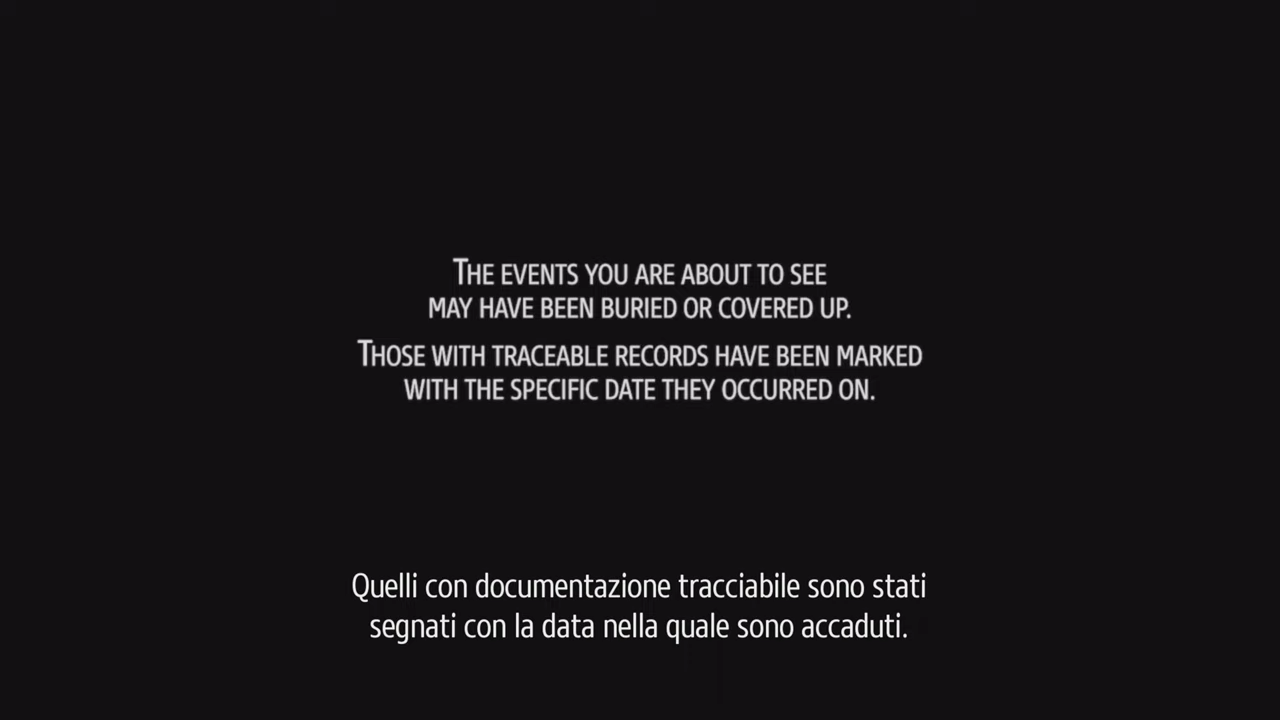 THE EVENTS YOU ARE ABOUT TO SEE
MAY HAVE BEEN BURIED OR COVERED UP.
THOSE WITH TRACEABLE RECORDS HAVE BEEN MARKED
WITH THE SPECIFIC DATE THEY OCCURRED ON.
Quelli con documentazione tracciabile sono stati
segnati con la data nella quale sono accaduti.